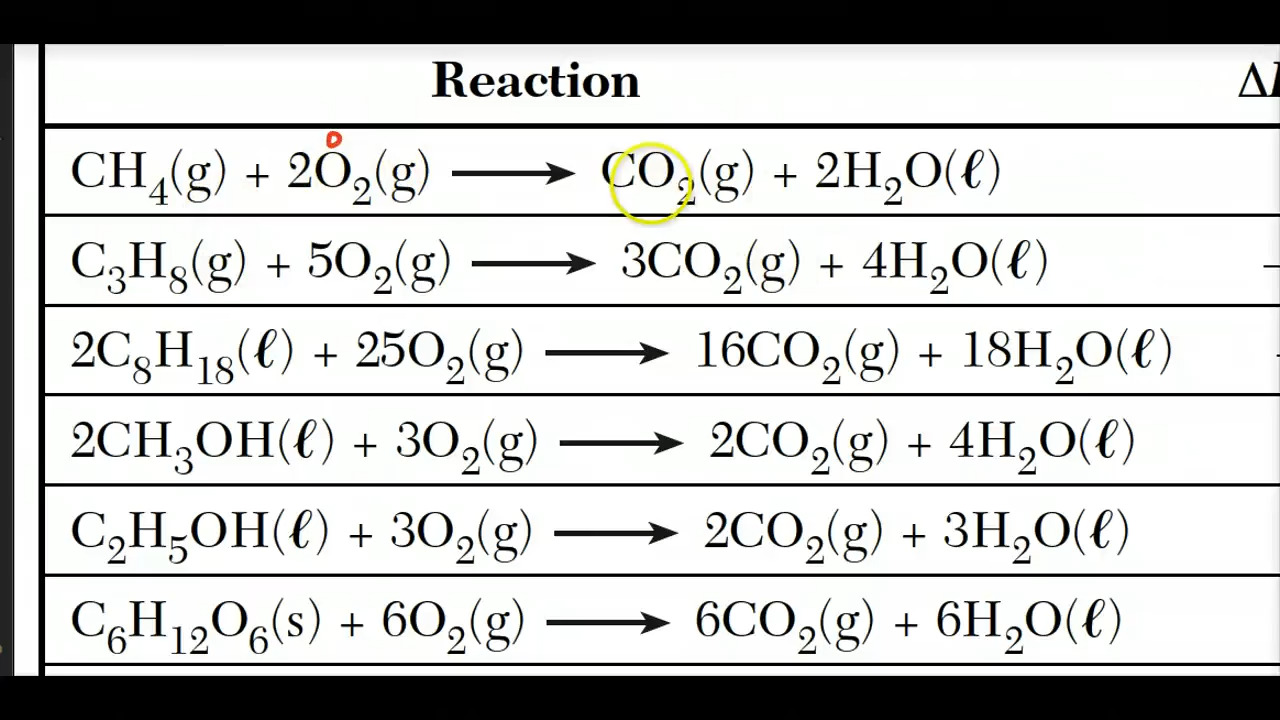 Reaction Δ
0
CH₄(g) + 2O₂(g) ⟶ CO₂(g) + 2H₂O(ℓ)
C₃H₈(g) + 5O₂(g) ⟶ 3CO₂(g) + 4H₂O(ℓ) –
2C₈H₁₈(ℓ) + 25O₂(g) ⟶ 16CO₂(g) + 18H₂O(ℓ)
2CH₃OH(ℓ) + 3O₂(g) ⟶ 2CO₂(g) + 4H₂O(ℓ)
C₂H₅OH(ℓ) + 3O₂(g) ⟶ 2CO₂(g) + 3H₂O(ℓ)
C₆H₁₂O₆(s) + 6O₂(g) ⟶ 6CO₂(g) + 6H₂O(ℓ)